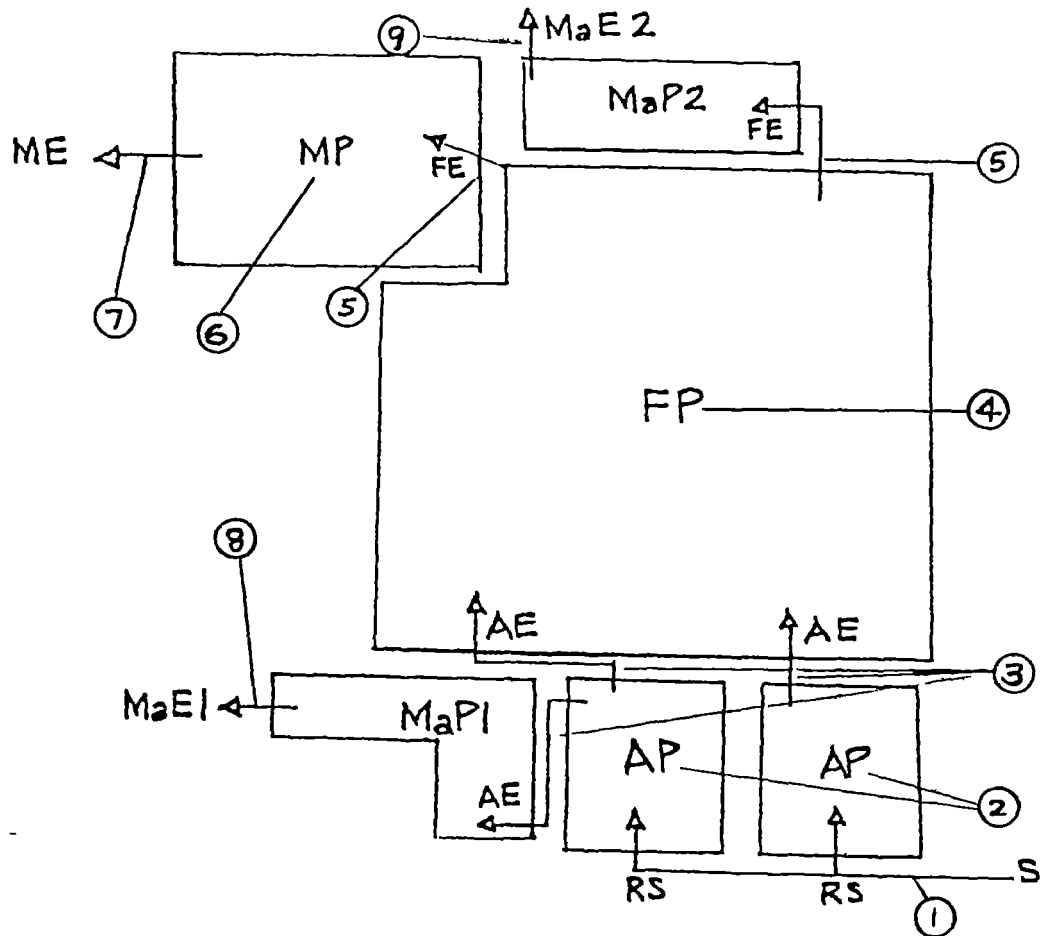 ⑨ MaE2
MaP2
ME MP FE FE ⑤
⑦ ⑥ ⑤
FP ④
⑧ AE AE
③
MaE1 MaP1
AP AP
AE ②
RS RS S
①